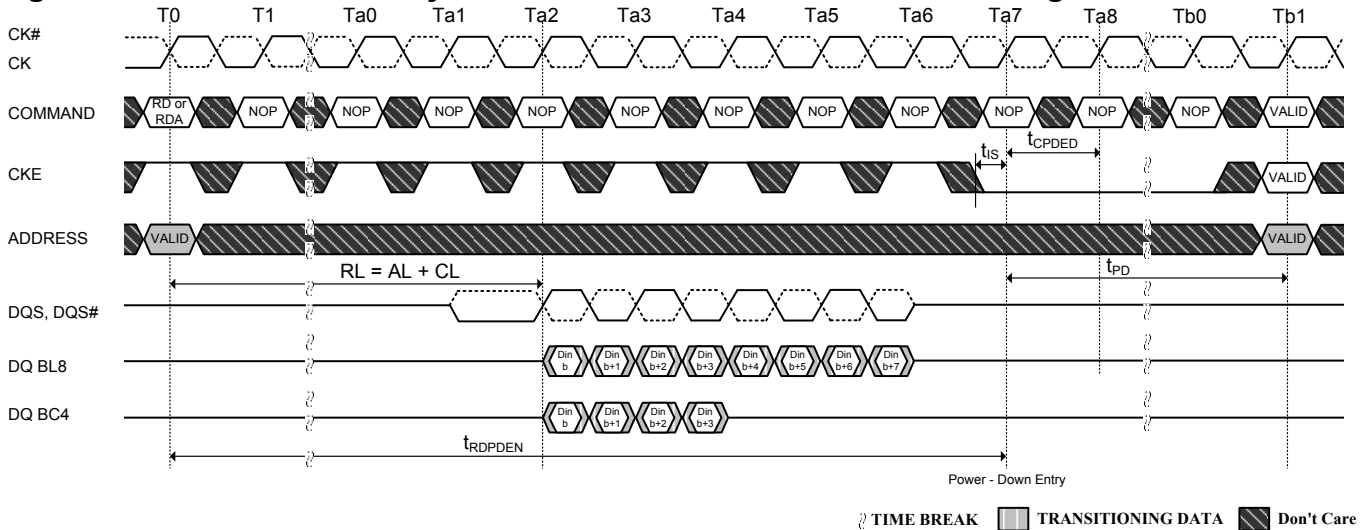 T0 T1 Ta0 Ta1 Ta2 Ta3 Ta4 Ta5 Ta6 Ta7 Ta8 Tb0 Tb1
CK#
CK
COMMAND
RD or
RDA
NOP NOP NOP NOP NOP NOP NOP NOP NOP NOP NOP VALID
tIS
tCPDED
CKE
VALID
ADDRESS
VALID
VALID
RL = AL + CL
tPD
DQS, DQS#
DQ BL8
Din
b
Din
b+1
Din
b+2
Din
b+3
Din
b+4
Din
b+5
Din
b+6
Din
b+7
DQ BC4
Din
b
Din
b+1
Din
b+2
Din
b+3
tRDPDEN
Power - Down Entry
TIME BREAK TRANSITIONING DATA Don't Care